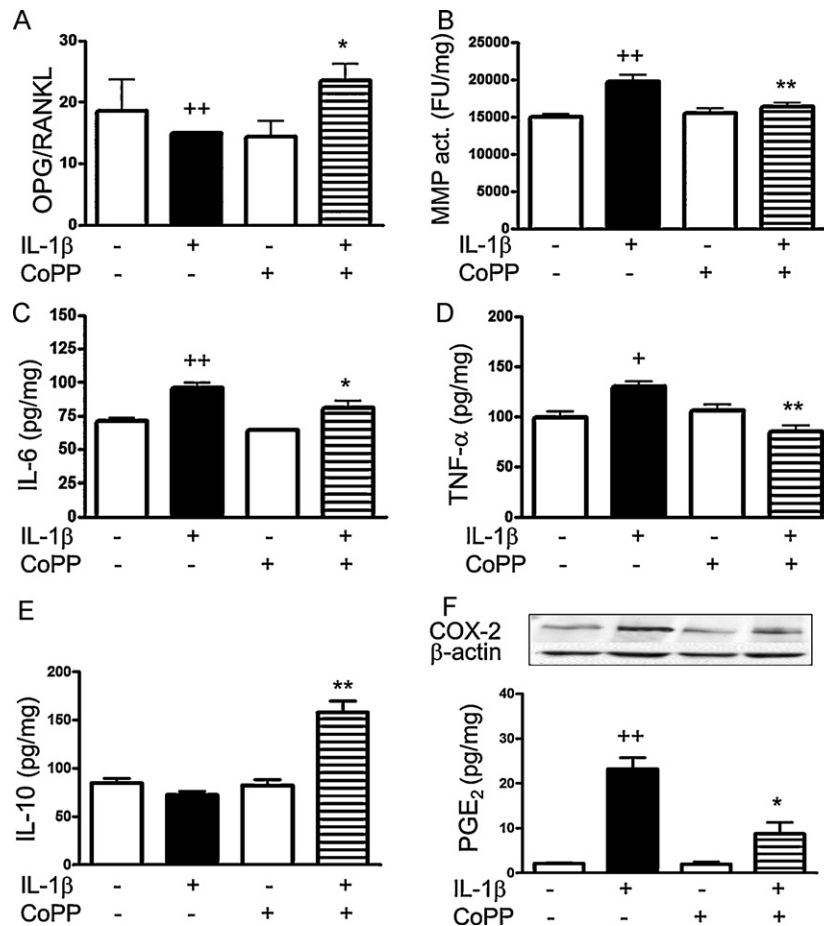 A
OPG/RANKL
30
20
10
0
*
++
IL-1β - + - +
CoPP - - + +
B
MMP act. (FU/mg)
25000
20000
15000
10000
5000
0
++
**
IL-1β - + - +
CoPP - - + +
C
IL-6 (pg/mg)
150
125
100
75
50
25
0
++
*
IL-1β - + - +
CoPP - - + +
D
TNF-α (pg/mg)
200
150
100
50
0
+
**
IL-1β - + - +
CoPP - - + +
E
IL-10 (pg/mg)
200
150
100
50
0
**
IL-1β - + - +
CoPP - - + +
F
COX-2
β-actin
PGE₂ (pg/mg)
40
30
20
10
0
++
*
IL-1β - + - +
CoPP - - + +